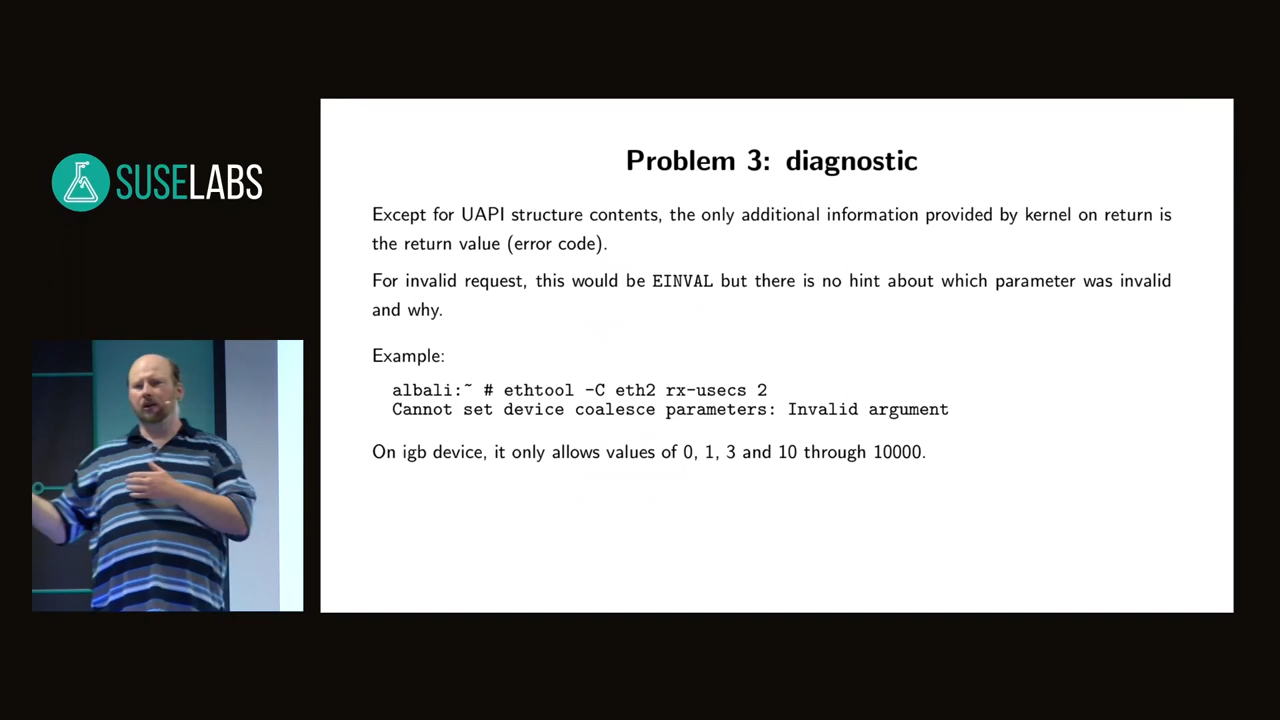 SUSELABS
Problem 3: diagnostic
Except for UAPI structure contents, the only additional information provided by kernel on return is
the return value (error code).
For invalid request, this would be EINVAL but there is no hint about which parameter was invalid
and why.
Example:
albali:~ # ethtool -C eth2 rx-usecs 2
Cannot set device coalesce parameters: Invalid argument
On igb device, it only allows values of 0, 1, 3 and 10 through 10000.